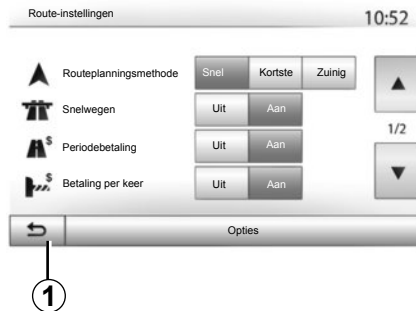 Route-instellingen 10:52
Routeplanningsmethode Snel Kortste Zuinig
Snelwegen Uit Aan
$ Periodebetaling Uit Aan
1/2
$ Betaling per keer Uit Aan
Opties
1